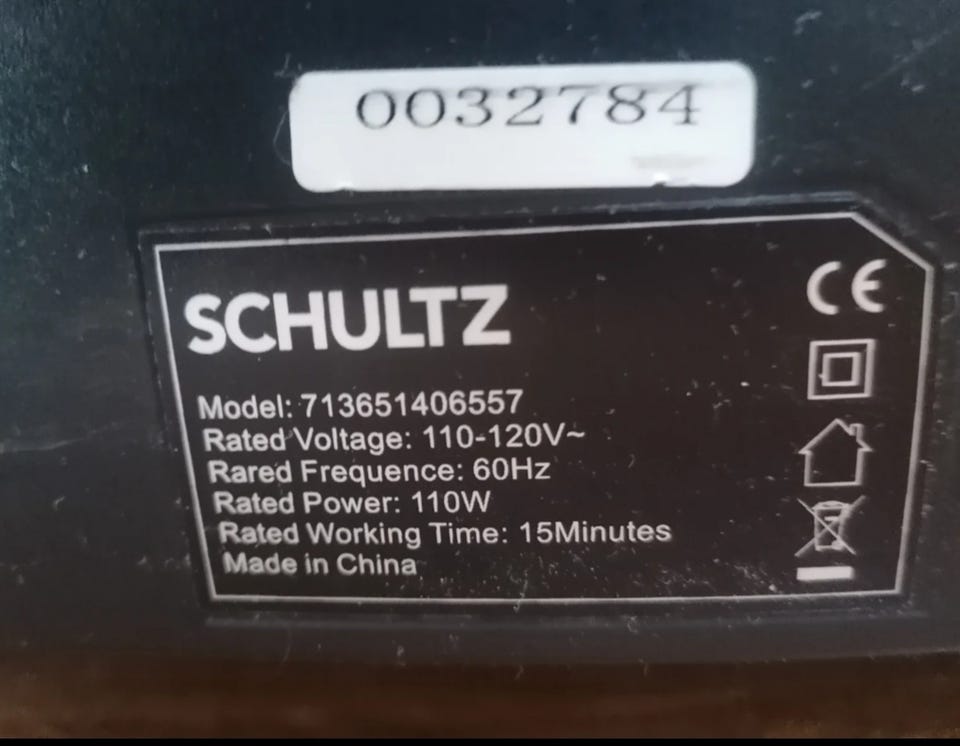 0032784
SCHULTZ
CE
Model: 713651406557
Rated Voltage: 110-120V~
Rared Frequence: 60Hz
Rated Power: 110W
Rated Working Time: 15Minutes
Made in China